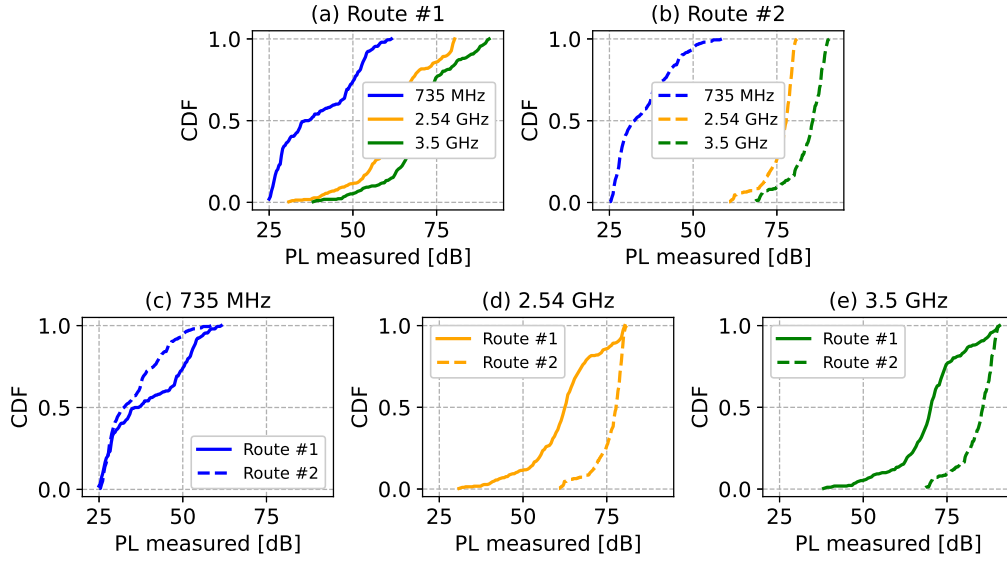 (a) Route #1
CDF
1.0
0.5
0.0
735 MHz
2.54 GHz
3.5 GHz
25 50 75
PL measured [dB]
(b) Route #2
CDF
1.0
0.5
0.0
735 MHz
2.54 GHz
3.5 GHz
25 50 75
PL measured [dB]
(c) 735 MHz
CDF
1.0
0.5
0.0
Route #1
Route #2
25 50 75
PL measured [dB]
(d) 2.54 GHz
CDF
1.0
0.5
0.0
Route #1
Route #2
25 50 75
PL measured [dB]
(e) 3.5 GHz
CDF
1.0
0.5
0.0
Route #1
Route #2
25 50 75
PL measured [dB]